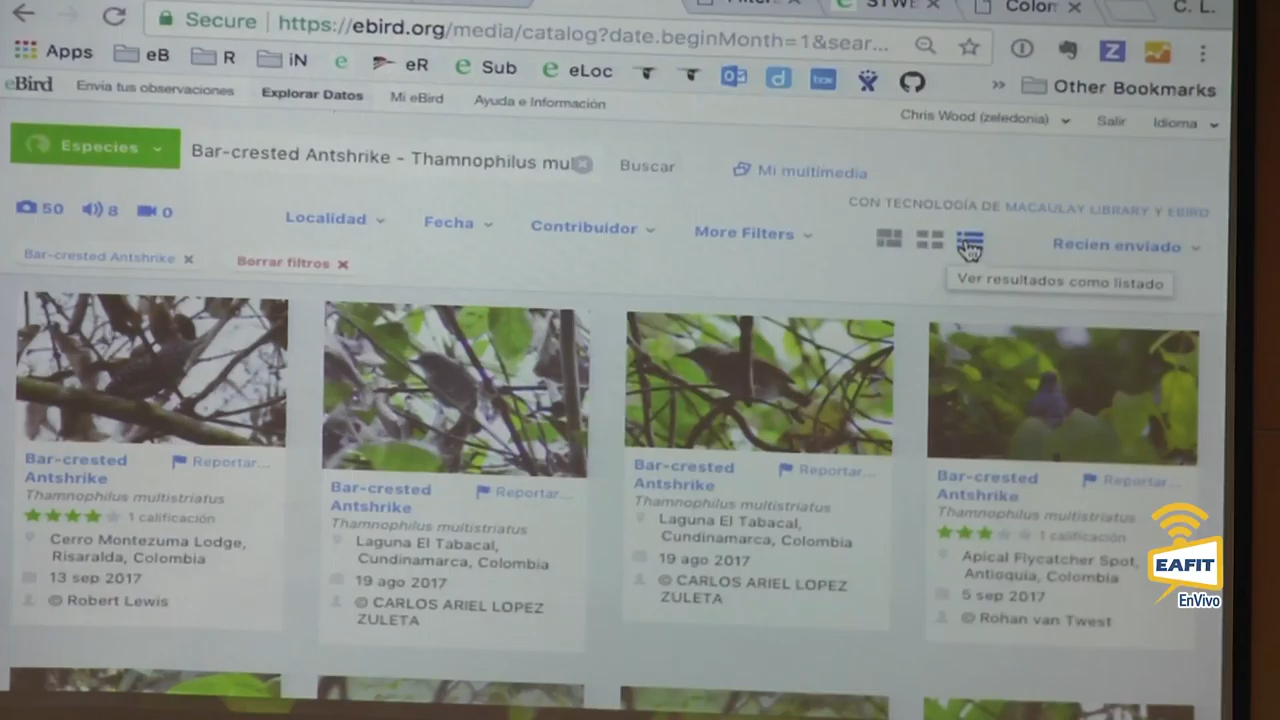 Secure https://ebird.org/media/catalog?date.beginMonth=1&sear...
C. L.
Apps eB R iN eR Sub eLoc
Other Bookmarks
eBird Envia tus observaciones Explorar Datos Mi eBird Ayuda e Información
Chris Wood (zeledonia) Salir Idioma
Especies Bar-crested Antshrike - Thamnophilus mu Buscar Mi multimedia
CON TECNOLOGÍA DE MACAULAY LIBRARY Y EBIRD
50 8 0 Localidad Fecha Contribuidor More Filters Recien enviado
Bar-crested Antshrike Borrar filtros
Ver resultados como listado
Bar-crested Antshrike Reportar...
Thamnophilus multistriatus
1 calificación
Cerro Montezuma Lodge,
Risaralda, Colombia
13 sep 2017
© Robert Lewis
Bar-crested Antshrike Reportar...
Thamnophilus multistriatus
Laguna El Tabacal,
Cundinamarca, Colombia
19 ago 2017
© CARLOS ARIEL LOPEZ
ZULETA
Bar-crested Antshrike Reportar...
Thamnophilus multistriatus
Laguna El Tabacal,
Cundinamarca, Colombia
19 ago 2017
© CARLOS ARIEL LOPEZ
ZULETA
Bar-crested Antshrike Reportar...
Thamnophilus multistriatus
1 calificación
Apical Flycatcher Spot,
Antioquia, Colombia
5 sep 2017
© Rohan van Twest
EAFIT
EnVivo